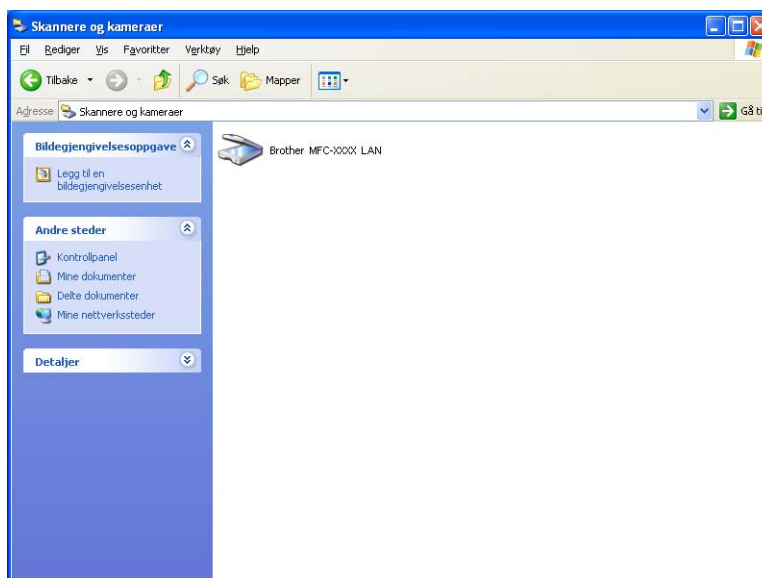 Skannere og kameraer
Fil Rediger Vis Favoritter Verktøy Hjelp
Tilbake Søk Mapper
Adresse Skannere og kameraer Gå ti
Bildegjengivelsesoppgave
Legg til en
bildegjengivelsesenhet
Brother MFC-XXXX LAN
Andre steder
Kontrollpanel
Mine dokumenter
Delte dokumenter
Mine nettverkssteder
Detaljer